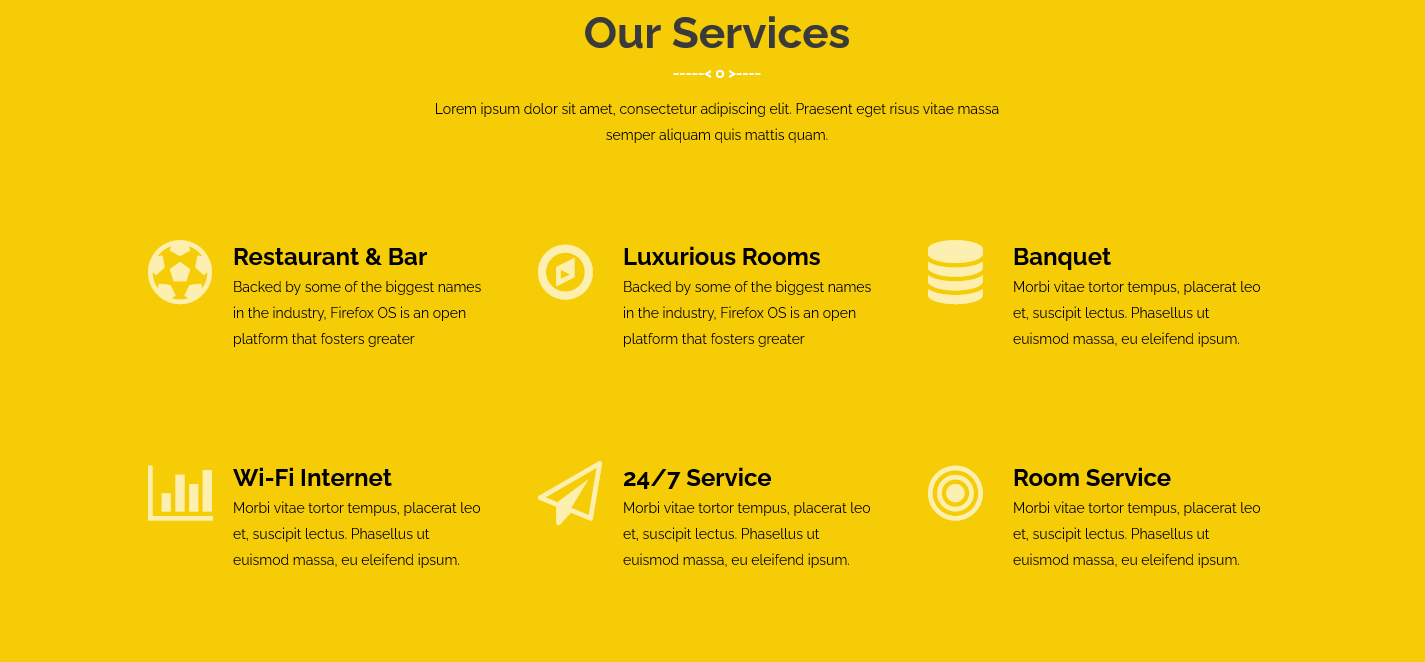 Our Services
-----< o >----
Lorem ipsum dolor sit amet, consectetur adipiscing elit. Praesent eget risus vitae massa
semper aliquam quis mattis quam.
Restaurant & Bar
Backed by some of the biggest names
in the industry, Firefox OS is an open
platform that fosters greater
Luxurious Rooms
Backed by some of the biggest names
in the industry, Firefox OS is an open
platform that fosters greater
Banquet
Morbi vitae tortor tempus, placerat leo
et, suscipit lectus. Phasellus ut
euismod massa, eu eleifend ipsum.
Wi-Fi Internet
Morbi vitae tortor tempus, placerat leo
et, suscipit lectus. Phasellus ut
euismod massa, eu eleifend ipsum.
24/7 Service
Morbi vitae tortor tempus, placerat leo
et, suscipit lectus. Phasellus ut
euismod massa, eu eleifend ipsum.
Room Service
Morbi vitae tortor tempus, placerat leo
et, suscipit lectus. Phasellus ut
euismod massa, eu eleifend ipsum.